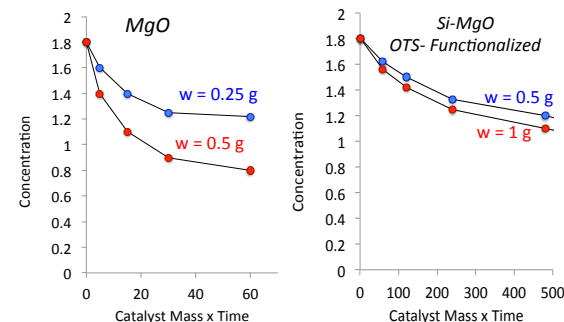 MgO
Concentration
2
1.8
1.6
1.4
1.2
1
0.8
0.6
0.4
0.2
0
w = 0.25 g
w = 0.5 g
0
20
40
60
Catalyst Mass x Time
Si-MgO
OTS- Functionalized
Concentration
2
1.8
1.6
1.4
1.2
1
0.8
0.6
0.4
0.2
0
w = 0.5 g
w = 1 g
0
100
200
300
400
500
Catalyst Mass x Time